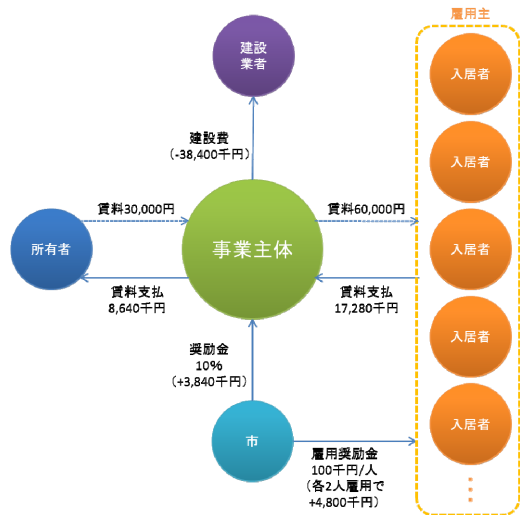 雇用主
建設
業者
入居者
建設費
（-38,400千円）
入居者
賃料30,000円
賃料60,000円
所有者
事業主体
入居者
賃料支払
8,640千円
賃料支払
17,280千円
入居者
奨励金
10%
（+3,840千円）
入居者
市
雇用奨励金
100千円/人
（各2人雇用で
+4,800千円）